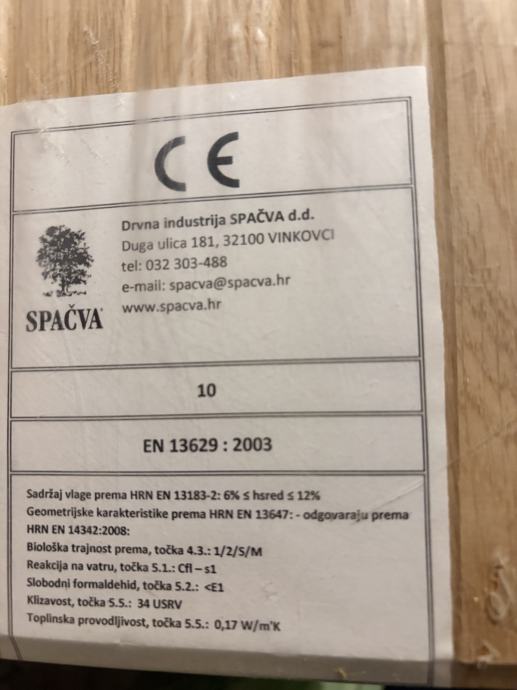 CE
Drvna industrija SPAČVA d.d.
Duga ulica 181, 32100 VINKOVCI
tel: 032 303-488
e-mail: spacva@spacva.hr
www.spacva.hr
SPAČVA
10
EN 13629 : 2003
Sadržaj vlage prema HRN EN 13183-2: 6% ≤ hsred ≤ 12%
Geometrijske karakteristike prema HRN EN 13647: - odgovaraju prema
HRN EN 14342:2008:
Biološka trajnost prema, točka 4.3.: 1/2/S/M
Reakcija na vatru, točka 5.1.: Cfl – s1
Slobodni formaldehid, točka 5.2.: <E1
Klizavost, točka 5.5.: 34 USRV
Toplinska provodljivost, točka 5.5.: 0,17 W/m'K